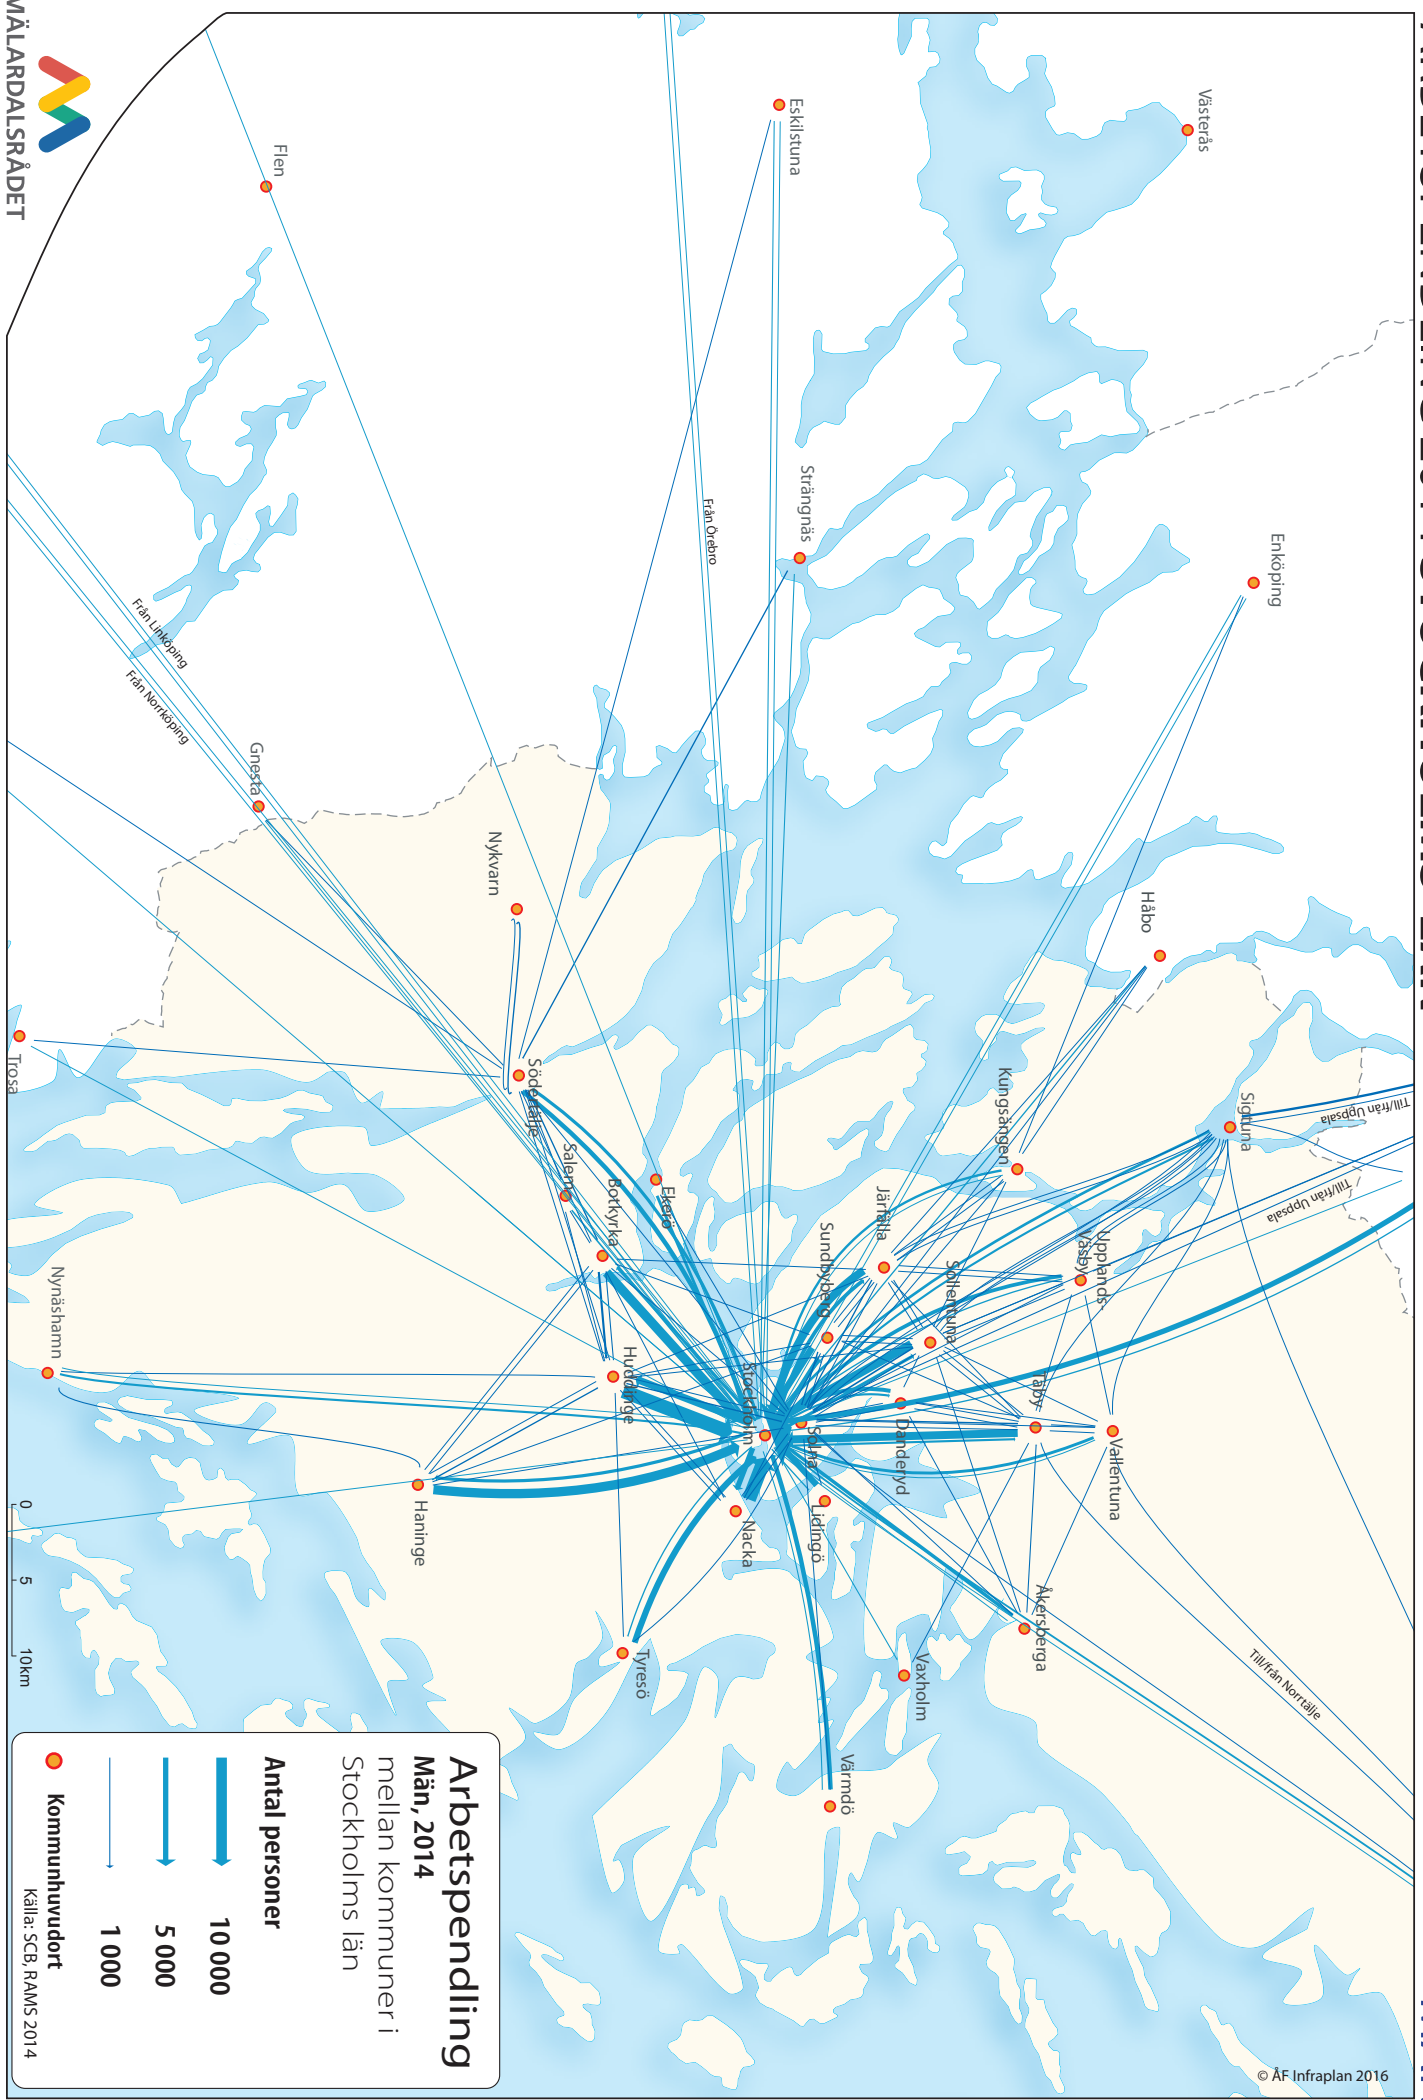 MÄLARDALSRÅDET
Västerås
Eskilstuna
Flen
Enköping
Strängnäs
Från Örebro
Från Linköping
Från Norrköping
Gnesta
Nykvarn
Håbo
Trosa
Södertälje
Salem
Botkyrka
Ekerö
Kungsängen
Sigtuna
Till/från Uppsala
Till/från Uppsala
Järfälla
Sundbyberg
Sollentuna
Upplands-
Väsby
Nynäshamn
Huddinge
Stockholm
Solna
Danderyd
Täby
Vallentuna
Haninge
Nacka
Lidingö
Åkersberga
Tyresö
Vaxholm
Värmdö
Till/från Norrtälje
0 5 10km
Arbetspendling
Män, 2014
mellan kommuner i
Stockholms län
Antal personer
10 000
5 000
1 000
Kommunhuvudort
Källa: SCB, RAMS 2014
© ÅF Infraplan 2016